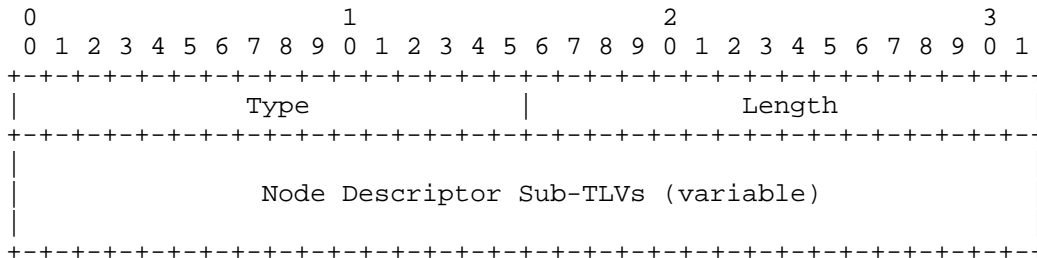 0                   1                   2                   3
 0 1 2 3 4 5 6 7 8 9 0 1 2 3 4 5 6 7 8 9 0 1 2 3 4 5 6 7 8 9 0 1
+-+-+-+-+-+-+-+-+-+-+-+-+-+-+-+-+-+-+-+-+-+-+-+-+-+-+-+-+-+-+-+--
|              Type             |             Length
+-+-+-+-+-+-+-+-+-+-+-+-+-+-+-+-+-+-+-+-+-+-+-+-+-+-+-+-+-+-+-+--
|
|               Node Descriptor Sub-TLVs (variable)
|
+-+-+-+-+-+-+-+-+-+-+-+-+-+-+-+-+-+-+-+-+-+-+-+-+-+-+-+-+-+-+-+--